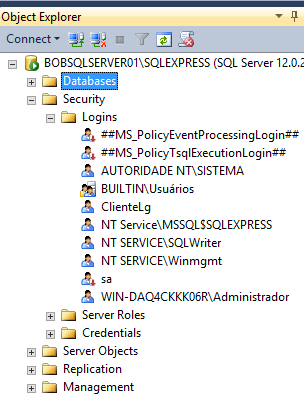 Object Explorer
Connect
BOBSQLSERVER01\SQLEXPRESS (SQL Server 12.0.2
Databases
Security
Logins
##MS_PolicyEventProcessingLogin##
##MS_PolicyTsqlExecutionLogin##
AUTORIDADE NT\SISTEMA
BUILTIN\Usuários
ClienteLg
NT Service\MSSQL$SQLEXPRESS
NT SERVICE\SQLWriter
NT SERVICE\Winmgmt
sa
WIN-DAQ4CKKK06R\Administrador
Server Roles
Credentials
Server Objects
Replication
Management